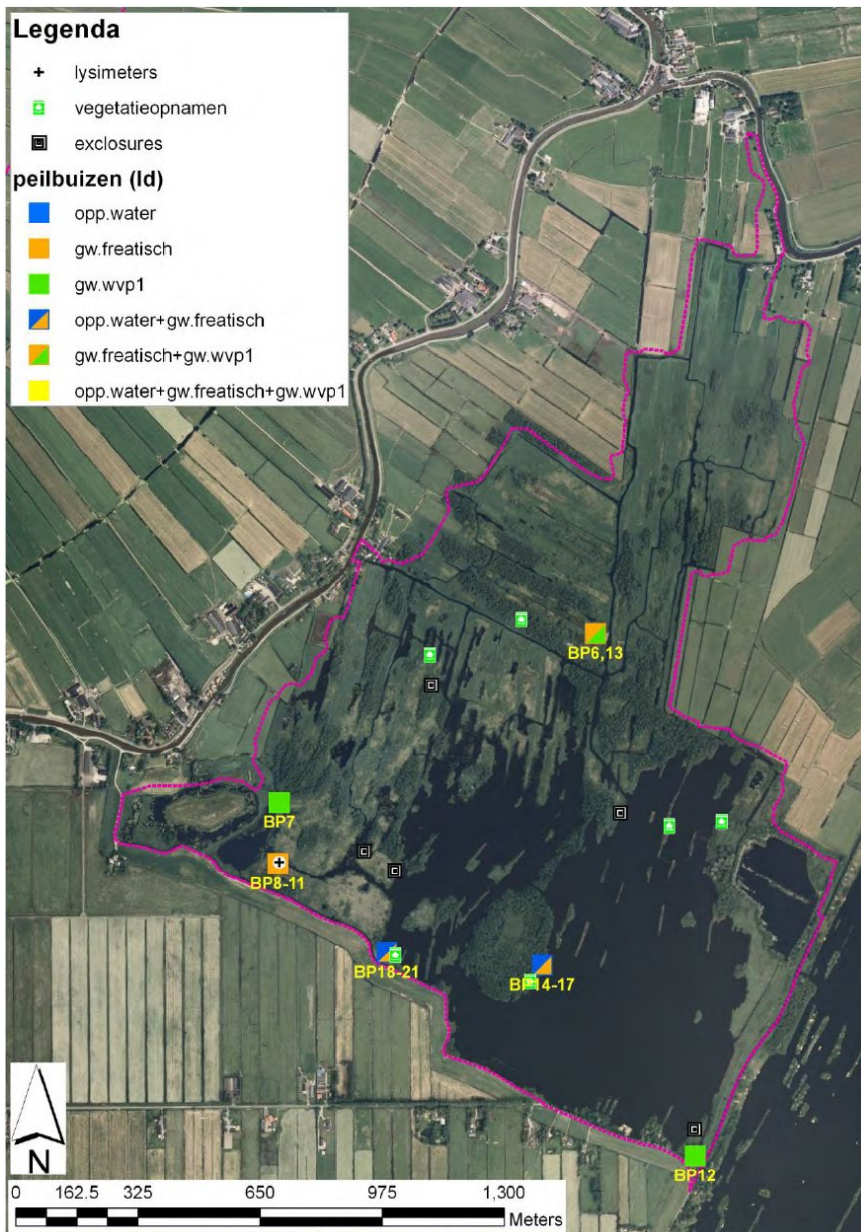 Legenda
lysimeters
vegetatieopnamen
exclosures
peilbuizen (Id)
opp.water
gw.freatisch
gw.wvp1
opp.water+gw.freatisch
gw.freatisch+gw.wvp1
opp.water+gw.freatisch+gw.wvp1
BP6,13
BP7
BP8-11
BP18-21
BP14-17
BP12
N
0 162.5 325 650 975 1,300
Meters